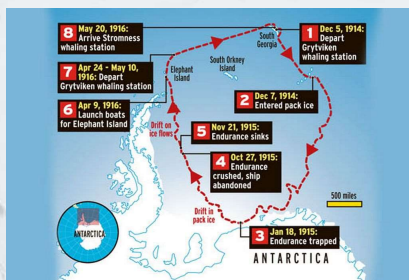 8 May 20, 1916:
Arrive Stromness
whaling station
7 Apr 24 - May 10,
1916: Depart
Grytviken whaling station
6 Apr 9, 1916:
Launch boats
for Elephant Island
1 Dec 5, 1914:
Depart
Grytviken
whaling station
South
Georgia
South Orkney
Island
Elephant
Island
2 Dec 7, 1914:
Entered pack ice
5 Nov 21, 1915:
Endurance sinks
Drift on
ice flows
4 Oct 27, 1915:
Endurance
crushed, ship
abandoned
500 miles
Drift in
pack ice
3 Jan 18, 1915:
Endurance trapped
ANTARCTICA
ANTARCTICA